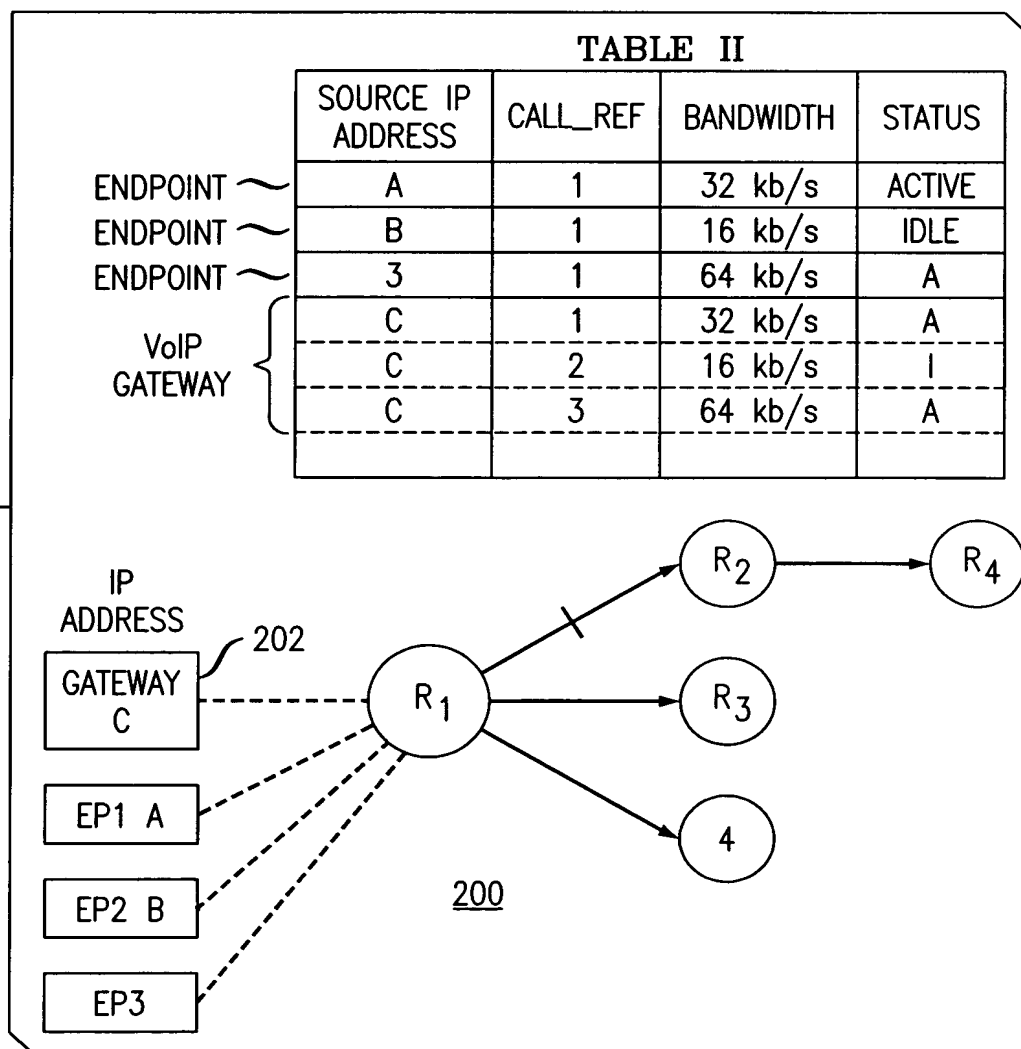 TABLE II
SOURCE IP ADDRESS CALL_REF BANDWIDTH STATUS
ENDPOINT A 1 32 kb/s ACTIVE
ENDPOINT B 1 16 kb/s IDLE
ENDPOINT 3 1 64 kb/s A
VoIP GATEWAY
C 1 32 kb/s A
C 2 16 kb/s I
C 3 64 kb/s A
IP
ADDRESS
202
GATEWAY
C
EP1 A
EP2 B
EP3
R1
R2
R4
R3
4
200